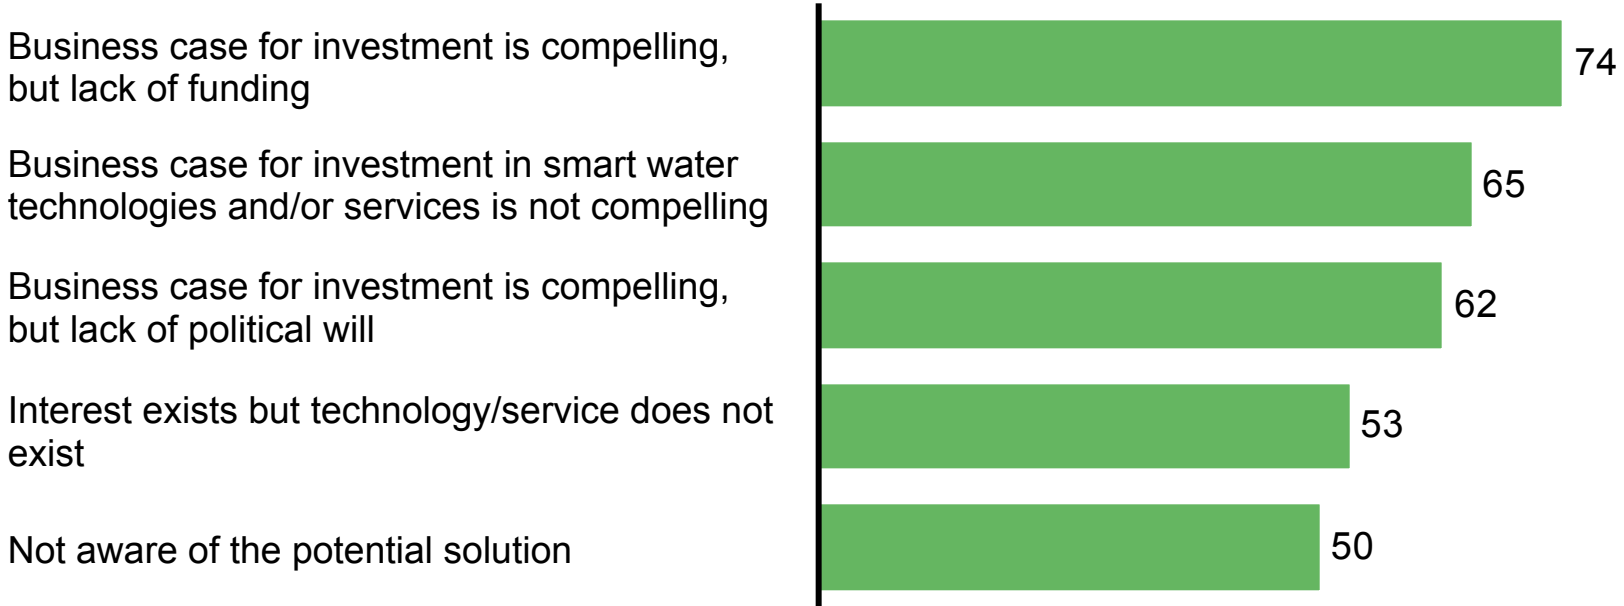 Business case for investment is compelling,
but lack of funding
74
Business case for investment in smart water
technologies and/or services is not compelling
65
Business case for investment is compelling,
but lack of political will
62
Interest exists but technology/service does not
exist
53
Not aware of the potential solution
50